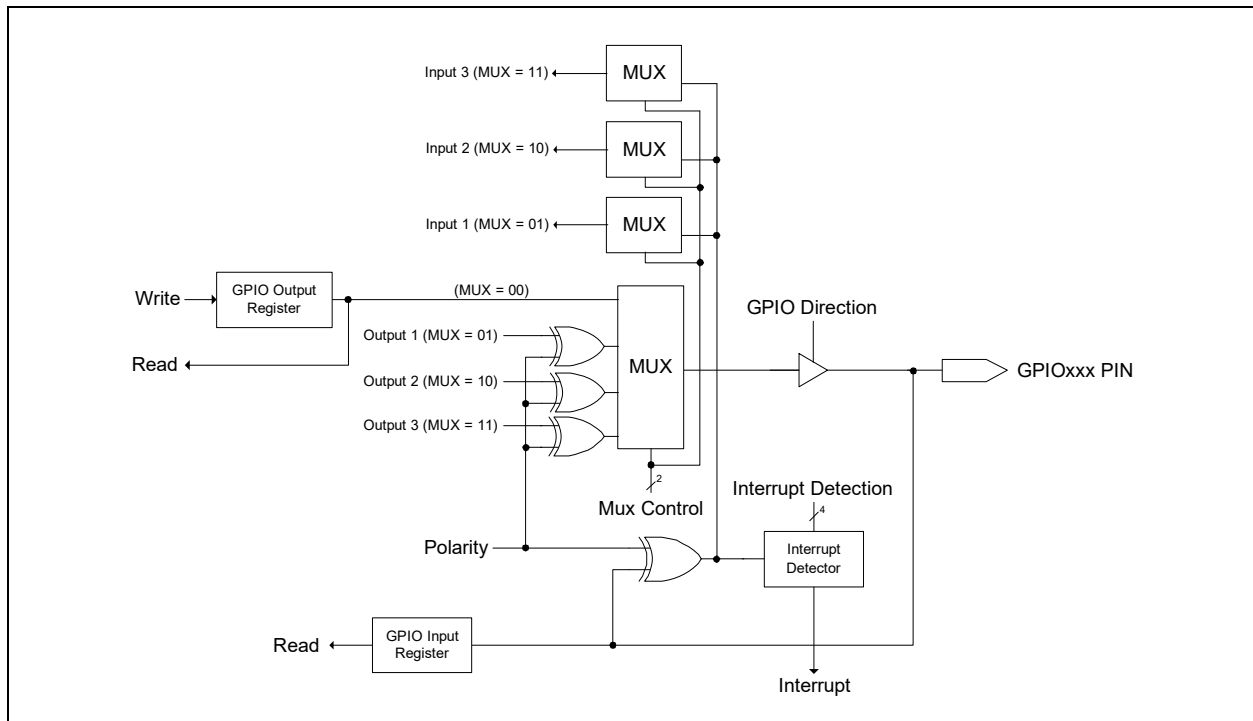 Input 3 (MUX = 11)
MUX
Input 2 (MUX = 10)
MUX
Input 1 (MUX = 01)
MUX
Write
GPIO Output
Register
(MUX = 00)
GPIO Direction
Read
Output 1 (MUX = 01)
Output 2 (MUX = 10)
Output 3 (MUX = 11)
MUX
GPIOxxx PIN
2
Mux Control
Interrupt Detection
4
Polarity
Interrupt
Detector
Read
GPIO Input
Register
Interrupt